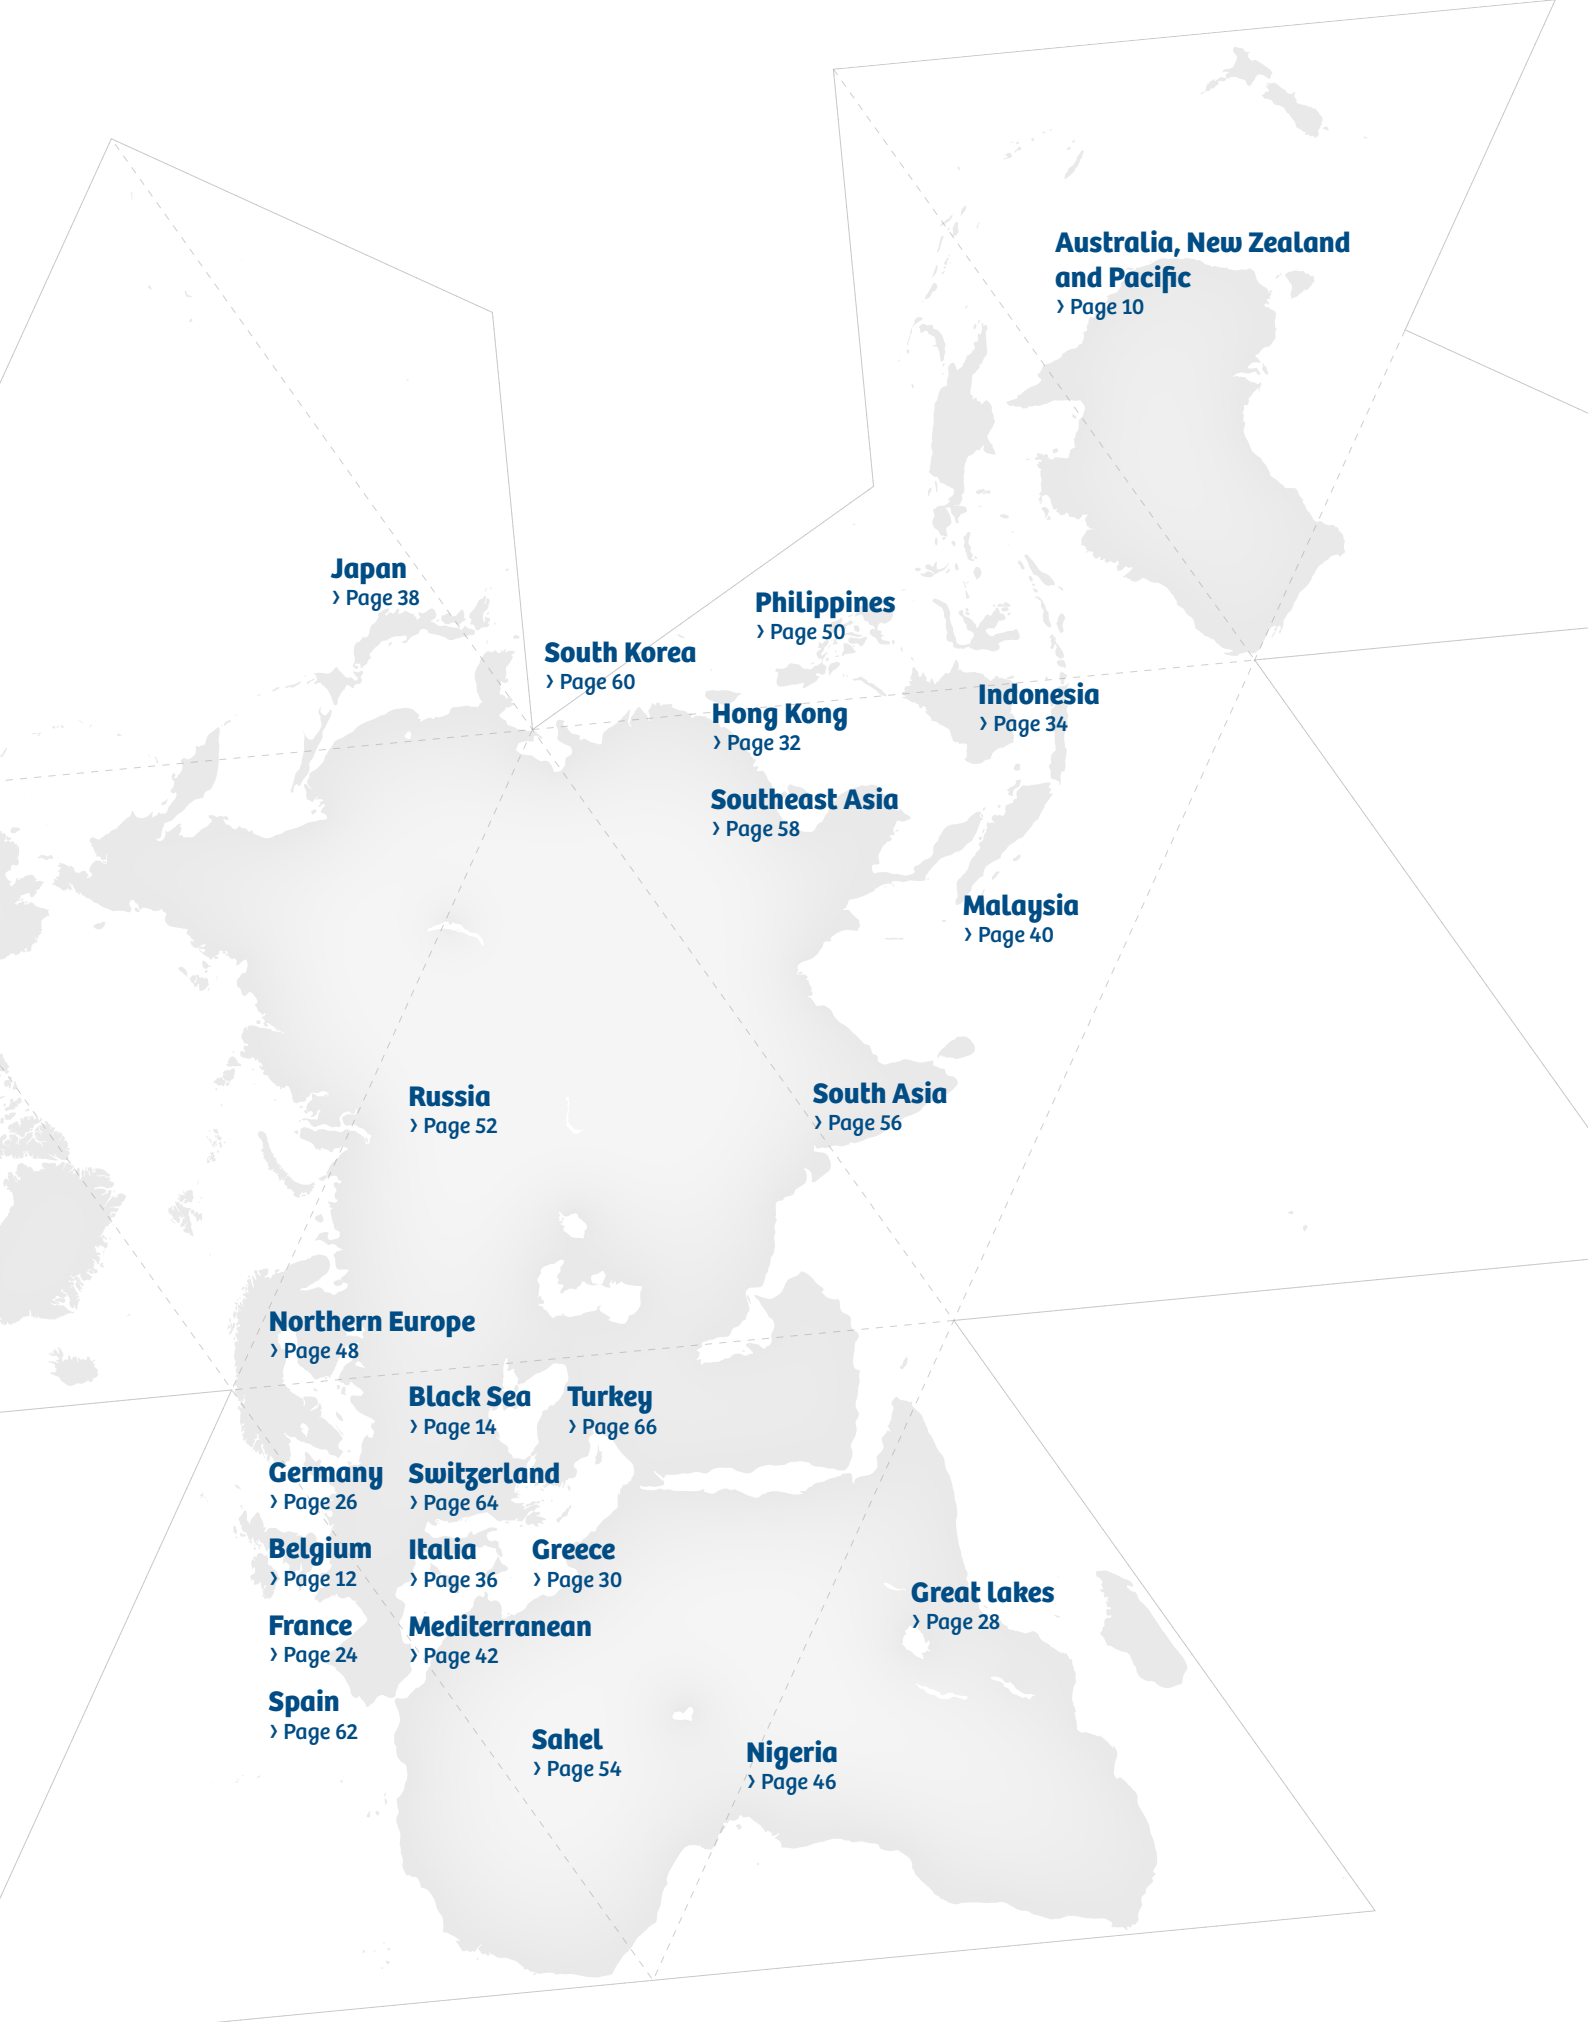 Australia, New Zealand
and Pacific
› Page 10
Japan
› Page 38
Philippines
› Page 50
South Korea
› Page 60
Indonesia
› Page 34
Hong Kong
› Page 32
Southeast Asia
› Page 58
Malaysia
› Page 40
Russia
› Page 52
South Asia
› Page 56
Northern Europe
› Page 48
Black Sea
› Page 14
Turkey
› Page 66
Germany
› Page 26
Switzerland
› Page 64
Belgium
› Page 12
Italia
› Page 36
Greece
› Page 30
Great lakes
› Page 28
France
› Page 24
Mediterranean
› Page 42
Spain
› Page 62
Sahel
› Page 54
Nigeria
› Page 46